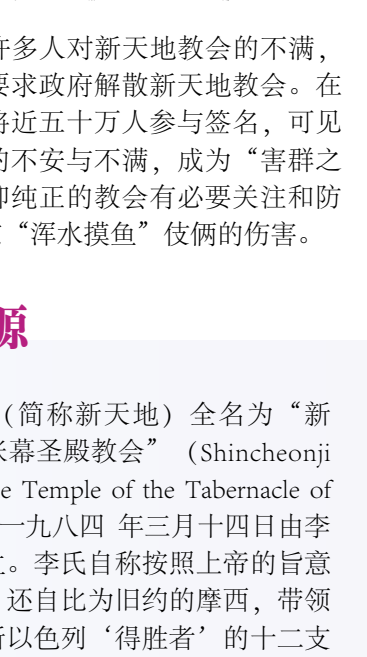 许多人对新天地教会的不满，
要求政府解散新天地教会。在
将近五十万人参与签名，可见
的不安与不满，成为“害群之
仰纯正的教会有必要关注和防
“浑水摸鱼”伎俩的伤害。
源
(简称新天地) 全名为“新
幕圣殿教会” (Shincheonji
Temple of the Tabernacle of
一九八四 年三月十四日由李
。李氏自称按照上帝的旨意
还自比为旧约的摩西，带领
所以色列‘得胜者’的十二支